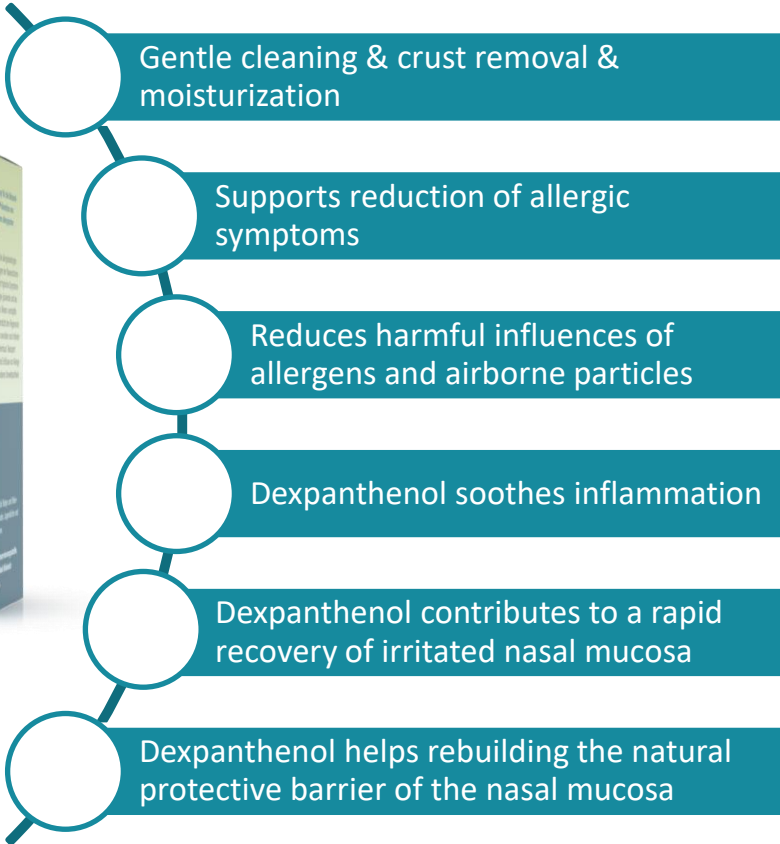 Gentle cleaning & crust removal &
moisturization
Supports reduction of allergic
symptoms
Reduces harmful influences of
allergens and airborne particles
Dexpanthenol soothes inflammation
Dexpanthenol contributes to a rapid
recovery of irritated nasal mucosa
Dexpanthenol helps rebuilding the natural
protective barrier of the nasal mucosa